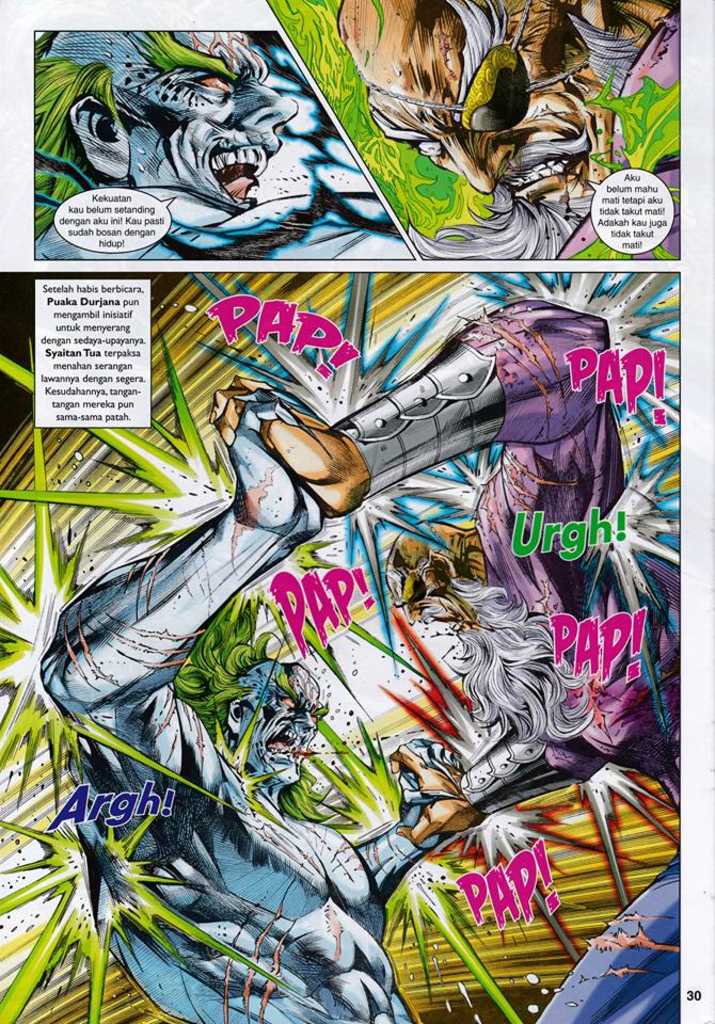 Kekuatan
kau belum setanding
dengan aku ini! Kau pasti
sudah bosan dengan
hidup!
Aku
belum mahu
mati tetapi aku
tidak takut mati!
Adakah kau
tidak takut
mati!
Setelah habis berbicara,
Puaka Durjana pun
mengambil inisiatif
untuk menyerang
dengan sedaya-upayanya.
Syaitan Tua terpaksa
menahan serangan
lawannya dengan segera.
Kesudahannya, tangan-
tangan mereka pun
sama-sama patah.
PAP!
PAP!
Urgh!
PAP!
PAP!
Argh!
PAP!
30